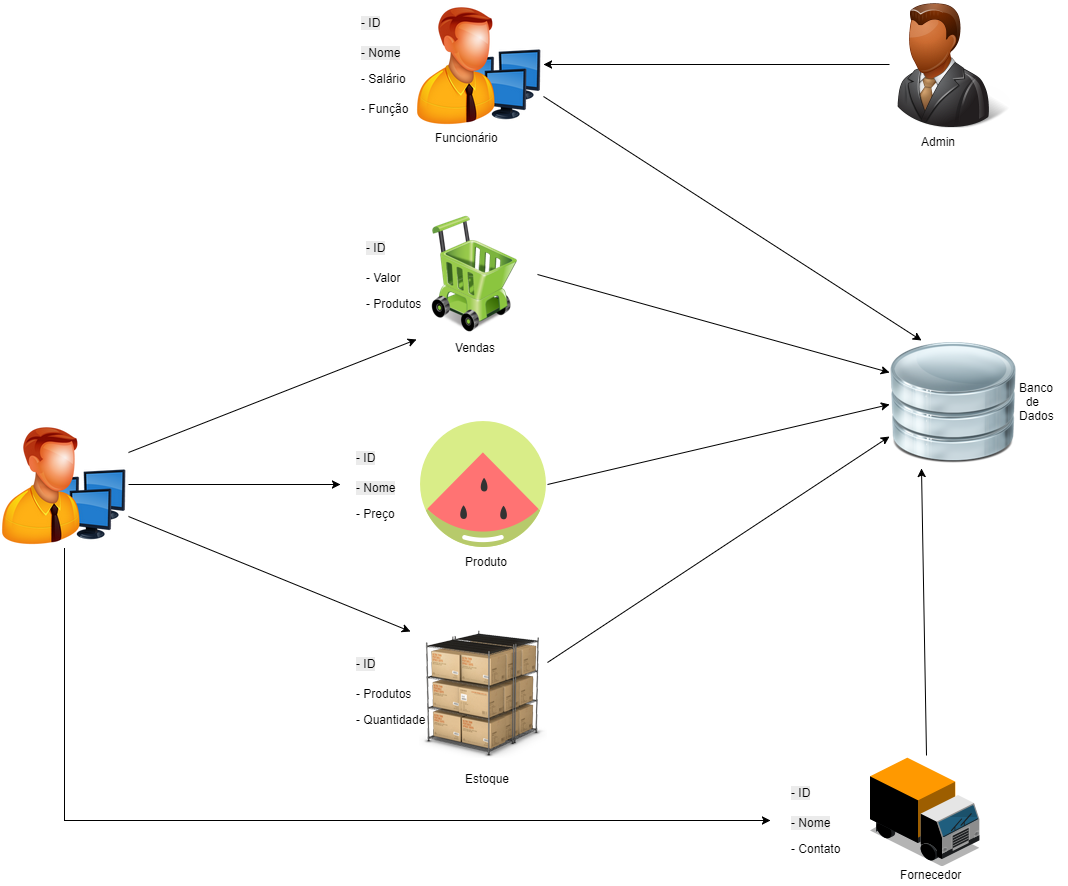 - ID
- Nome
- Salário
- Função
Funcionário
Admin
- ID
- Valor
- Produtos
Vendas
Banco
de
Dados
- ID
- Nome
- Preço
Produto
- ID
- Produtos
- Quantidade
Estoque
- ID
- Nome
- Contato
Fornecedor